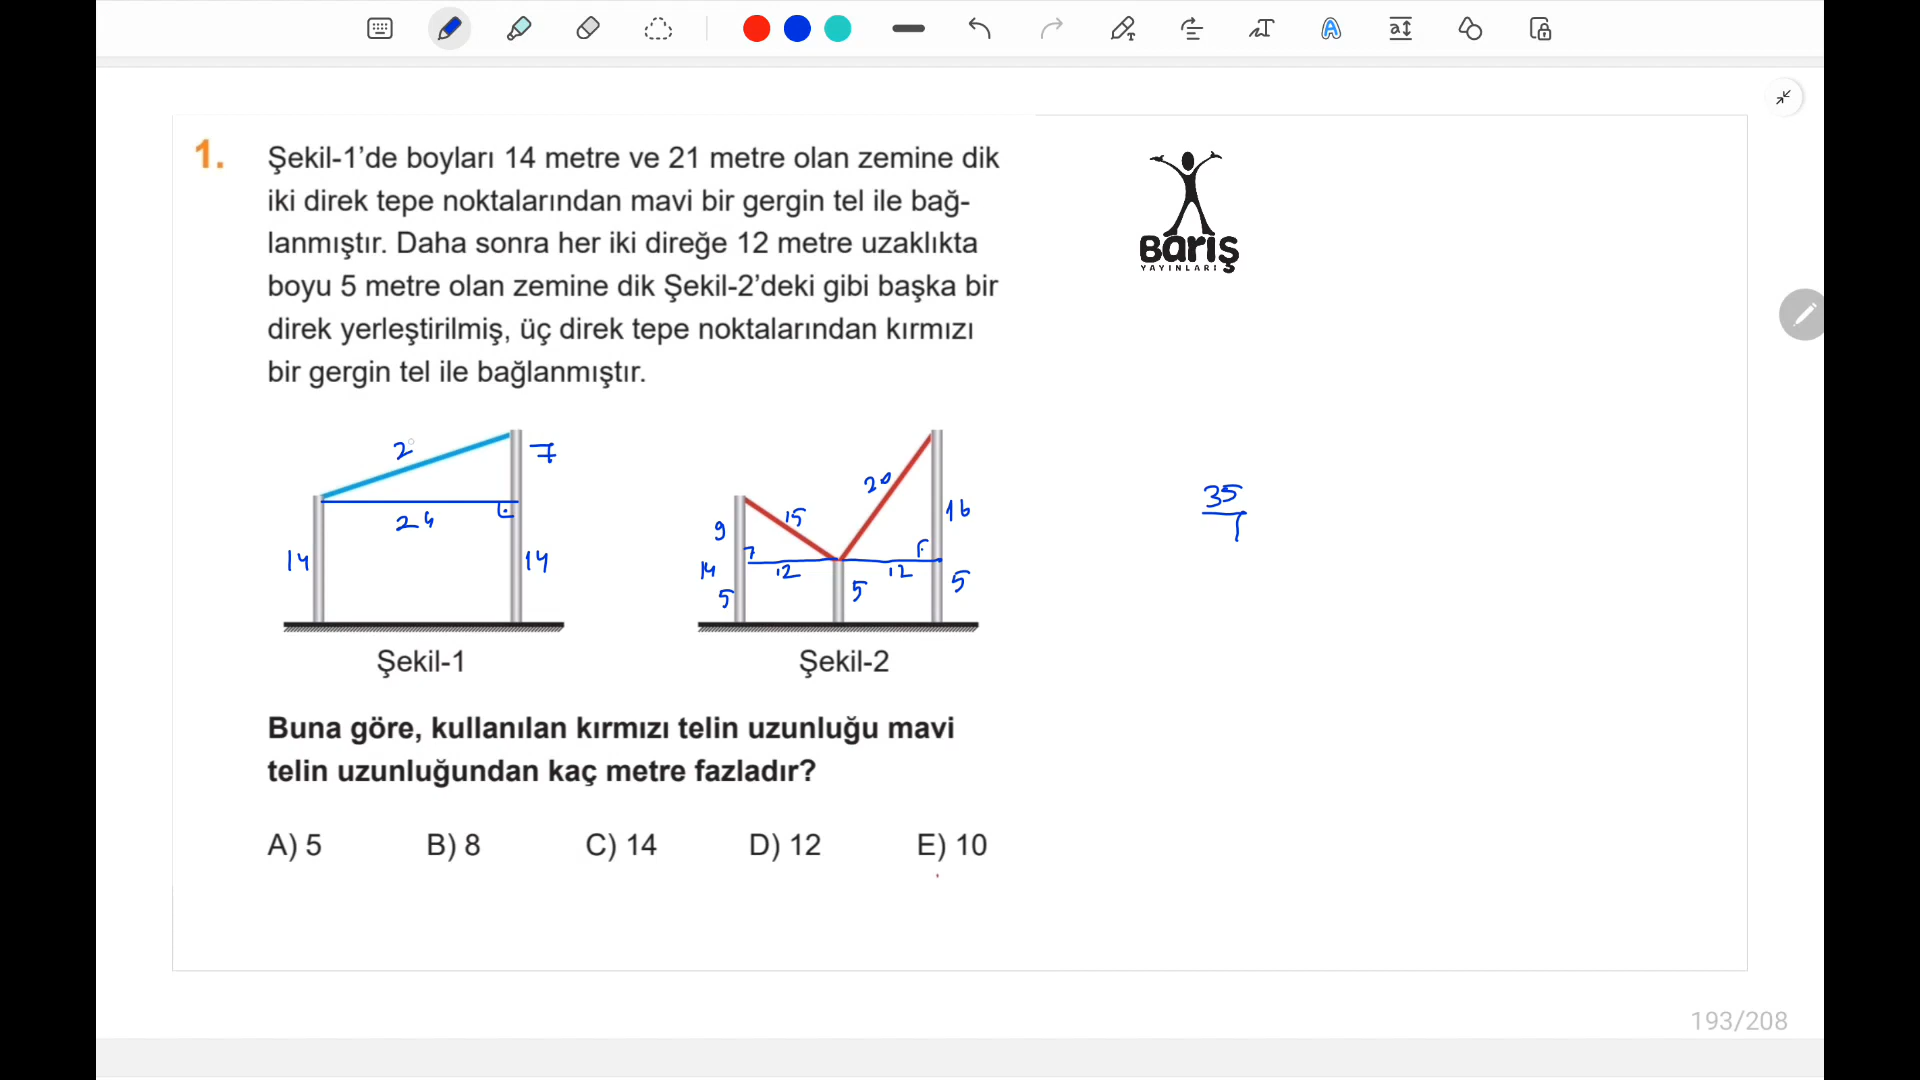 1. Şekil-1’de boyları 14 metre ve 21 metre olan zemine dik
iki direk tepe noktalarından mavi bir gergin tel ile bağ-
lanmıştır. Daha sonra her iki direğe 12 metre uzaklıkta
boyu 5 metre olan zemine dik Şekil-2’deki gibi başka bir
direk yerleştirilmiş, üç direk tepe noktalarından kırmızı
bir gergin tel ile bağlanmıştır.
Barış
YAYINLARI
2
7
24
14
14
Şekil-1
9
15
20
16
14
12
12
5
5
5
Şekil-2
35
Buna göre, kullanılan kırmızı telin uzunluğu mavi
telin uzunluğundan kaç metre fazladır?
A) 5 B) 8 C) 14 D) 12 E) 10
193/208